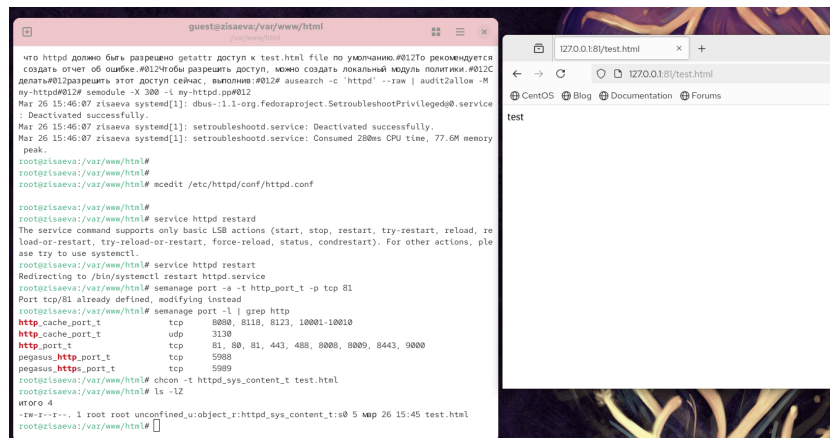 guest@zisaeva:/var/www/html
/var/www/html
что httpd должно быть разрешено getattr доступ к test.html file по умолчанию.#012То рекомендуется
создать отчет об ошибке.#012Чтобы разрешить доступ, можно создать локальный модуль политики.#012С
делать#012разрешить этот доступ сейчас, выполнив:#012# ausearch -c 'httpd' --raw | audit2allow -M
my-httpd#012# semodule -X 300 -i my-httpd.pp#012
Mar 26 15:46:07 zisaeva systemd[1]: dbus-:1.1-org.fedoraproject.SetroubleshootPrivileged@0.service
: Deactivated successfully.
Mar 26 15:46:07 zisaeva systemd[1]: setroubleshootd.service: Deactivated successfully.
Mar 26 15:46:07 zisaeva systemd[1]: setroubleshootd.service: Consumed 280ms CPU time, 77.6M memory
peak.
root@zisaeva:/var/www/html#
root@zisaeva:/var/www/html#
root@zisaeva:/var/www/html# mcedit /etc/httpd/conf/httpd.conf
root@zisaeva:/var/www/html#
root@zisaeva:/var/www/html# service httpd restard
The service command supports only basic LSB actions (start, stop, restart, try-restart, reload, re
load-or-restart, try-reload-or-restart, force-reload, status, condrestart). For other actions, ple
ase try to use systemctl.
root@zisaeva:/var/www/html# service httpd restart
Redirecting to /bin/systemctl restart httpd.service
root@zisaeva:/var/www/html# semanage port -a -t http_port_t -p tcp 81
Port tcp/81 already defined, modifying instead
root@zisaeva:/var/www/html# semanage port -l | grep http
http_cache_port_t tcp 8080, 8118, 8123, 10001-10010
http_cache_port_t udp 3130
http_port_t tcp 81, 80, 81, 443, 488, 8008, 8009, 8443, 9000
pegasus_http_port_t tcp 5988
pegasus_https_port_t tcp 5989
root@zisaeva:/var/www/html# chcon -t httpd_sys_content_t test.html
root@zisaeva:/var/www/html# ls -lZ
итого 4
-rw-r--r--. 1 root root unconfined_u:object_r:httpd_sys_content_t:s0 5 мар 26 15:45 test.html
root@zisaeva:/var/www/html#
127.0.0.1:81/test.html
127.0.0.1:81/test.html
CentOS Blog Documentation Forums
test